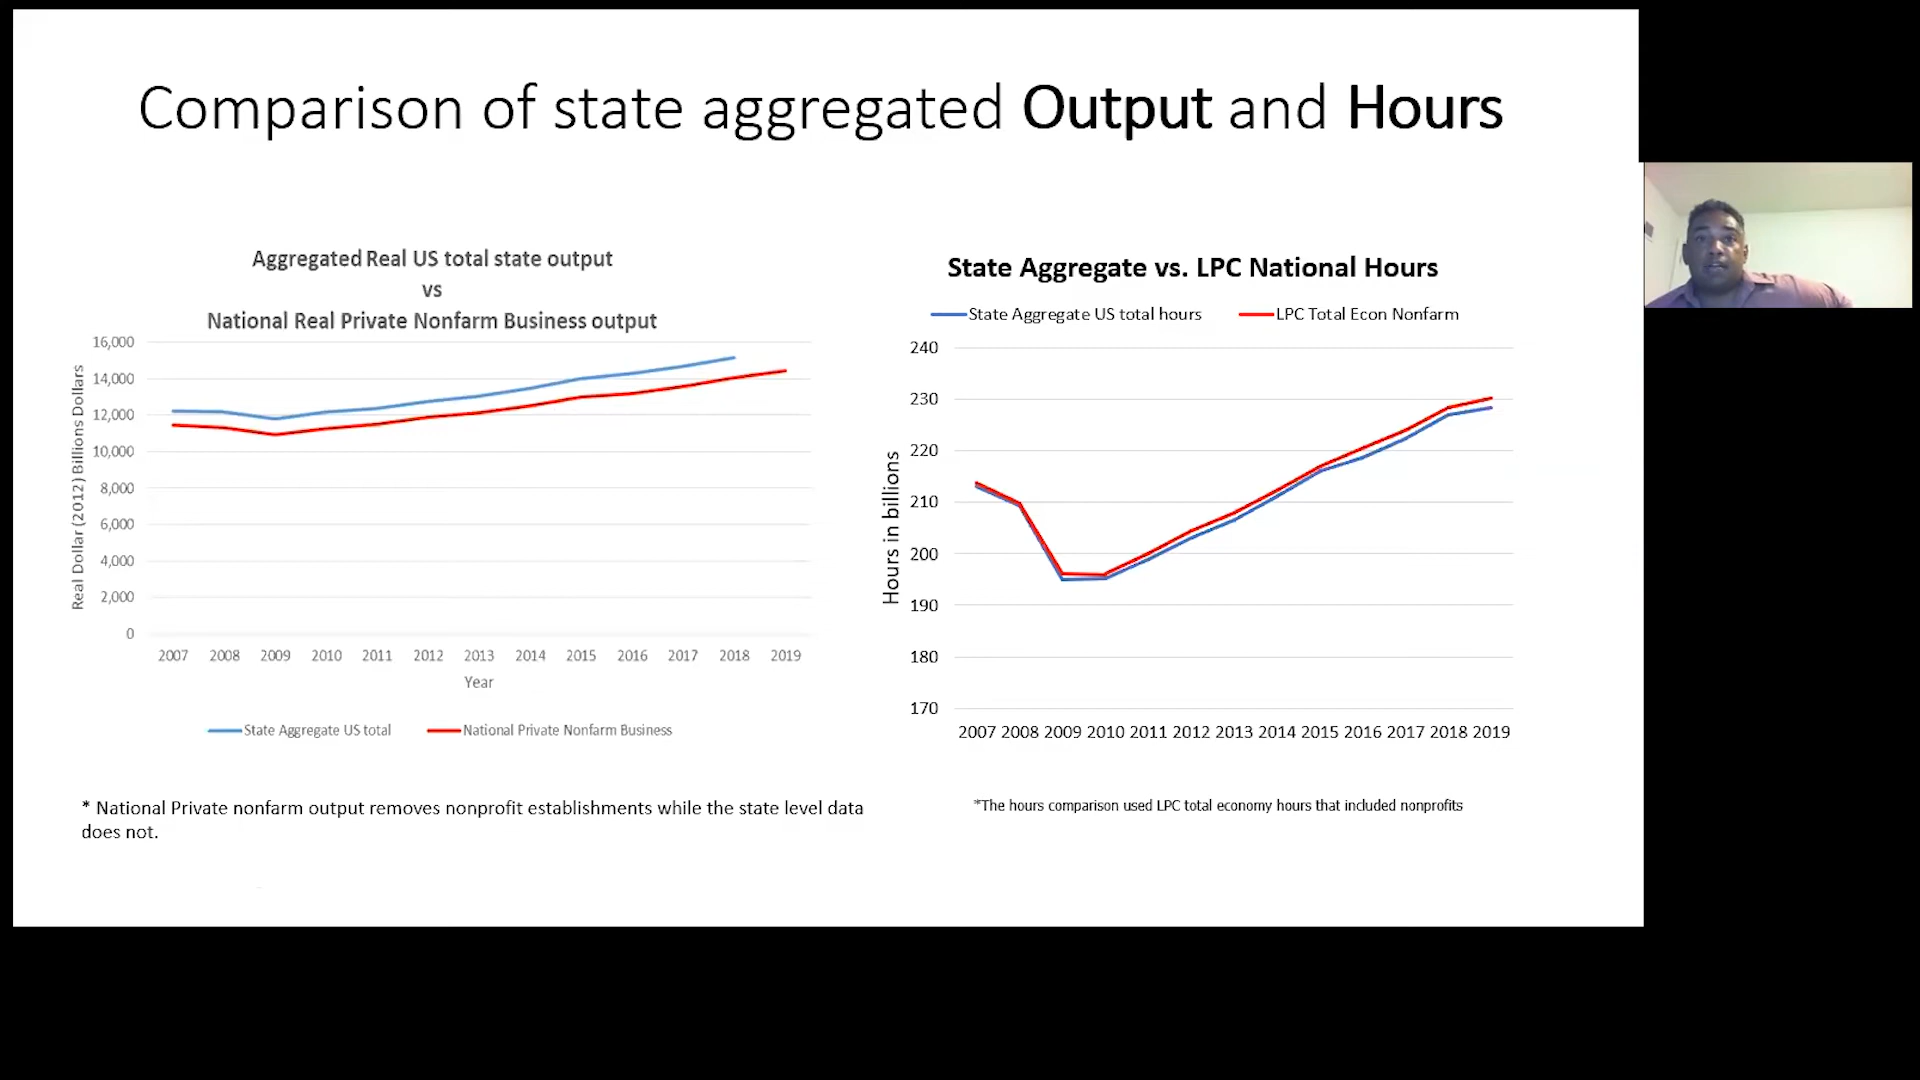 Comparison of state aggregated Output and Hours
Aggregated Real US total state output
vs
National Real Private Nonfarm Business output
Real Dollar (2012) Billions Dollars
16,000
14,000
12,000
10,000
8,000
6,000
4,000
2,000
0
2007 2008 2009 2010 2011 2012 2013 2014 2015 2016 2017 2018 2019
Year
State Aggregate US total National Private Nonfarm Business
* National Private nonfarm output removes nonprofit establishments while the state level data
does not.
State Aggregate vs. LPC National Hours
State Aggregate US total hours LPC Total Econ Nonfarm
Hours in billions
240
230
220
210
200
190
180
170
2007 2008 2009 2010 2011 2012 2013 2014 2015 2016 2017 2018 2019
*The hours comparison used LPC total economy hours that included nonprofits